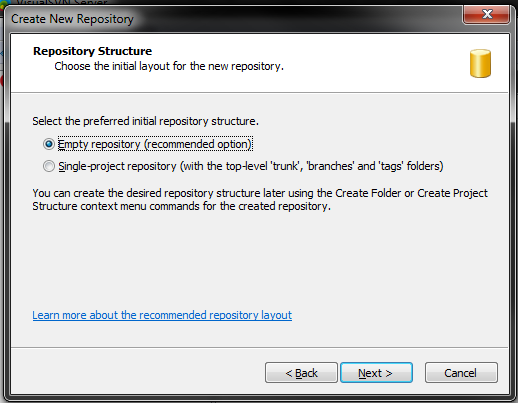 VisualSVN Server
Create New Repository
Repository Structure
Choose the initial layout for the new repository.
Select the preferred initial repository structure.
Empty repository (recommended option)
Single-project repository (with the top-level 'trunk', 'branches' and 'tags' folders)
You can create the desired repository structure later using the Create Folder or Create Project
Structure context menu commands for the created repository.
Learn more about the recommended repository layout
< Back
Next >
Cancel